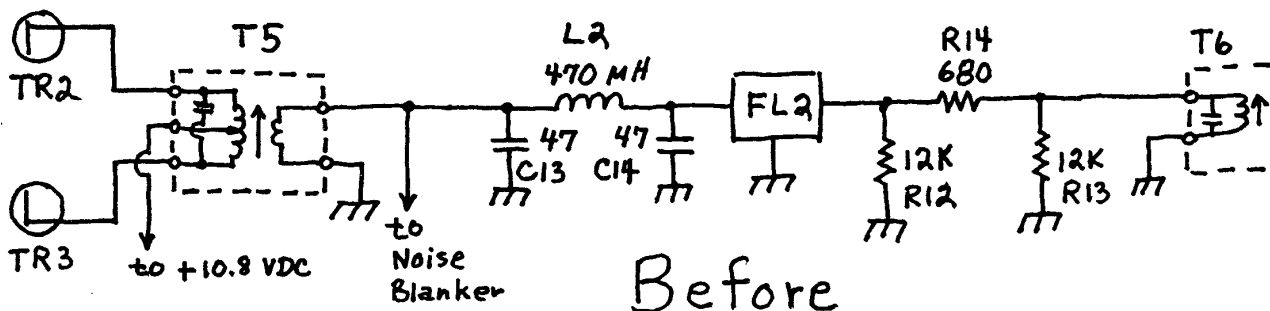 TR2
T5
L2
470 MH
R14
680
T6
FL2
47
C13
47
C14
12K
R12
12K
R13
TR3
to +10.8 VDC
to
Noise
Blanker
Before